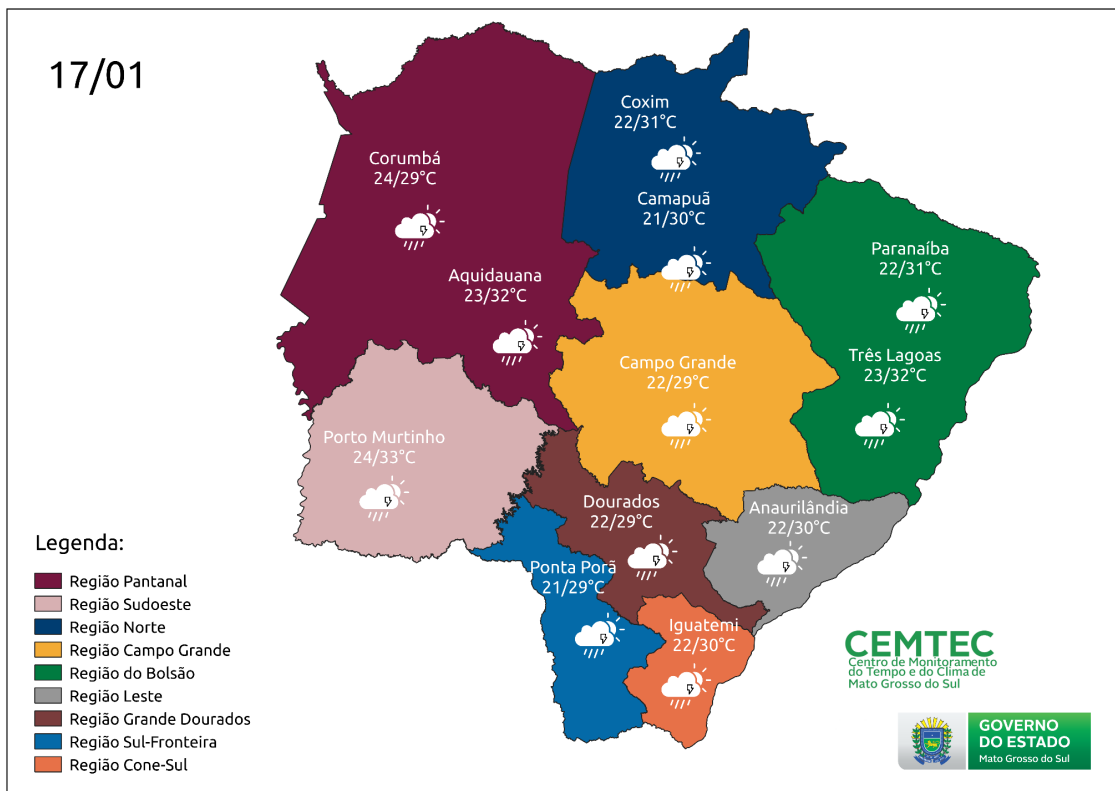 17/01
Coxim
22/31°C
Corumbá
24/29°C
Camapuã
21/30°C
Paranaíba
22/31°C
Aquidauana
23/32°C
Campo Grande
22/29°C
Três Lagoas
23/32°C
Porto Murtinho
24/33°C
Dourados
22/29°C
Anaurilândia
22/30°C
Ponta Porã
21/29°C
Iguatemi
22/30°C
Legenda:
Região Pantanal
Região Sudoeste
Região Norte
Região Campo Grande
Região do Bolsão
Região Leste
Região Grande Dourados
Região Sul-Fronteira
Região Cone-Sul
CEMTEC
Centro de Monitoramento
do Tempo e do Clima de
Mato Grosso do Sul
GOVERNO
DO ESTADO
Mato Grosso do Sul